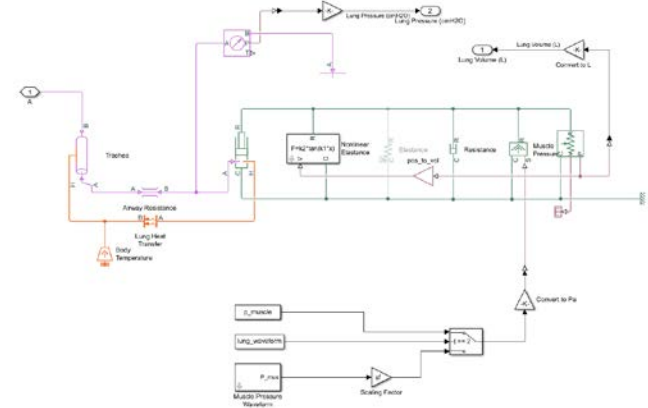 Lung Pressure (cmH2O)
2
Lung Pressure (cmH2O)
1
Lung Volume (L)
Lung Volume (L)
Convert to L
1
A
Trachea
Airway Resistance
Lung Heat
Transfer
Body
Temperature
Nonlinear
Elastance
Elastance
pos_to_vol
Resistance
Muscle
Pressure
Convert to Pa
p_muscle
lung_waveform
P_mus
Muscle Pressure
Waveform
Scaling Factor